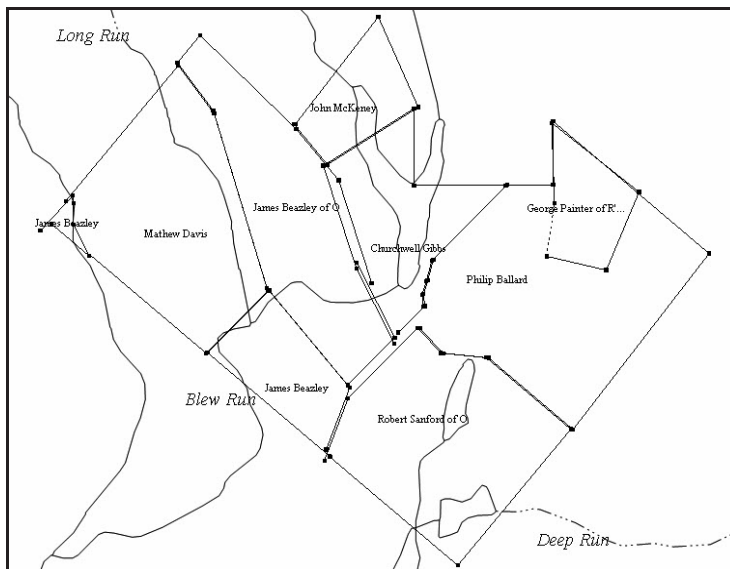 Long Run
John McKeney
James Beazley
Mathew Davis
James Beazley of O
George Painter of R'...
Churchwell Gibbs
Philip Ballard
James Beazley
Blew Run
Robert Sanford of O
Deep Run